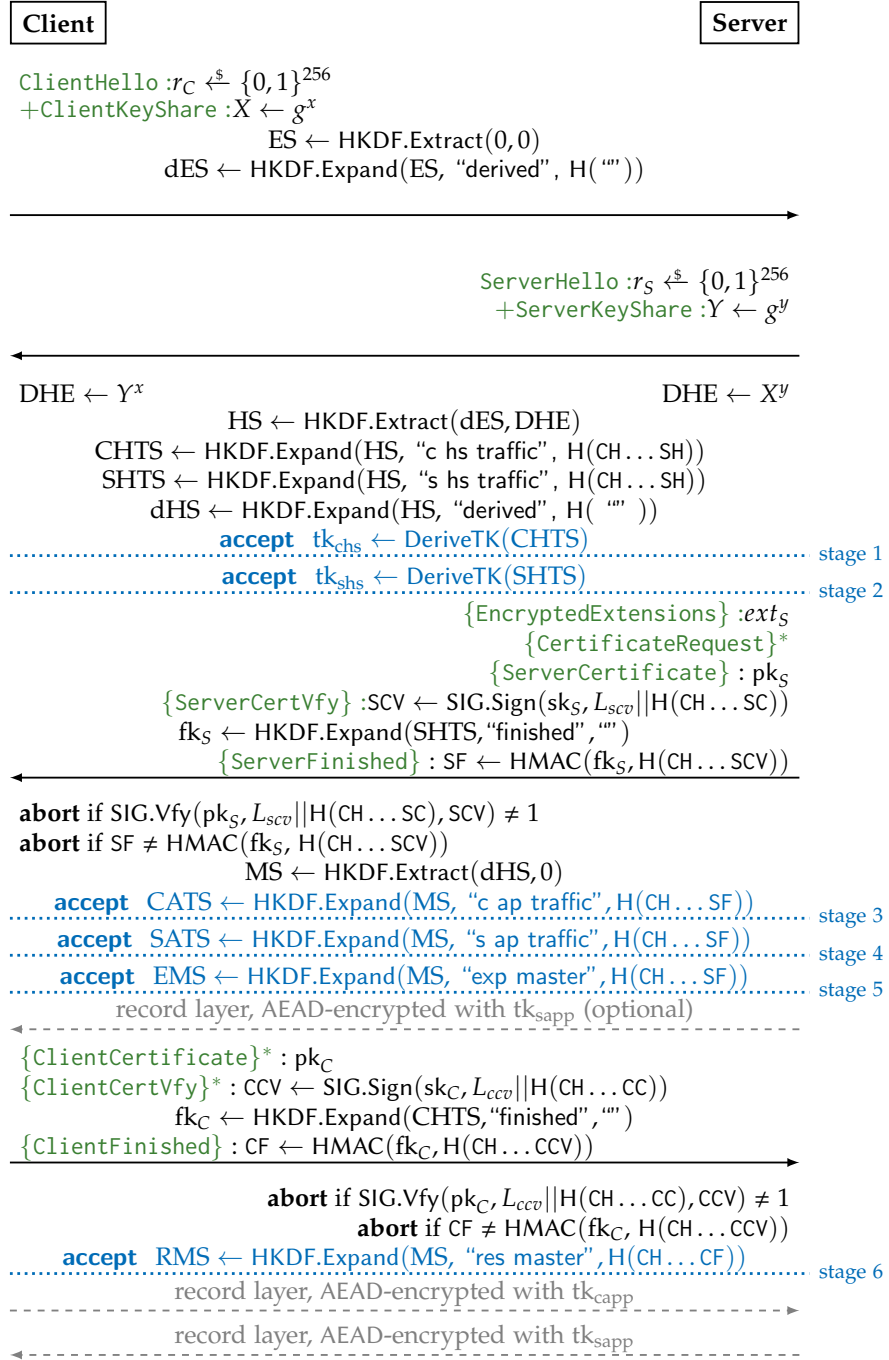 Client
Server
ClientHello :r_C ←$ {0, 1}^256
+ClientKeyShare :X ← g^x
ES ← HKDF.Extract(0, 0)
dES ← HKDF.Expand(ES, “derived”, H(“”))
ServerHello :r_S ←$ {0, 1}^256
+ServerKeyShare :Y ← g^y
DHE ← Y^x
DHE ← X^y
HS ← HKDF.Extract(dES, DHE)
CHTS ← HKDF.Expand(HS, “c hs traffic”, H(CH...SH))
SHTS ← HKDF.Expand(HS, “s hs traffic”, H(CH...SH))
dHS ← HKDF.Expand(HS, “derived”, H( “” ))
accept tk_chs ← DeriveTK(CHTS)
stage 1
accept tk_shs ← DeriveTK(SHTS)
stage 2
{EncryptedExtensions} :ext_S
{CertificateRequest}*
{ServerCertificate} : pk_S
{ServerCertVfy} :SCV ← SIG.Sign(sk_S, L_scv||H(CH...SC))
fk_S ← HKDF.Expand(SHTS,“finished”,“”)
{ServerFinished} : SF ← HMAC(fk_S, H(CH...SCV))
abort if SIG.Vfy(pk_S, L_scv||H(CH...SC), SCV) ≠ 1
abort if SF ≠ HMAC(fk_S, H(CH...SCV))
MS ← HKDF.Extract(dHS, 0)
accept CATS ← HKDF.Expand(MS, “c ap traffic”, H(CH...SF))
stage 3
accept SATS ← HKDF.Expand(MS, “s ap traffic”, H(CH...SF))
stage 4
accept EMS ← HKDF.Expand(MS, “exp master”, H(CH...SF))
stage 5
record layer, AEAD-encrypted with tk_sapp (optional)
{ClientCertificate}* : pk_C
{ClientCertVfy}* : CCV ← SIG.Sign(sk_C, L_ccv||H(CH...CC))
fk_C ← HKDF.Expand(CHTS,“finished”,“”)
{ClientFinished} : CF ← HMAC(fk_C, H(CH...CCV))
abort if SIG.Vfy(pk_C, L_ccv||H(CH...CC), CCV) ≠ 1
abort if CF ≠ HMAC(fk_C, H(CH...CCV))
accept RMS ← HKDF.Expand(MS, “res master”, H(CH...CF))
stage 6
record layer, AEAD-encrypted with tk_capp
record layer, AEAD-encrypted with tk_sapp